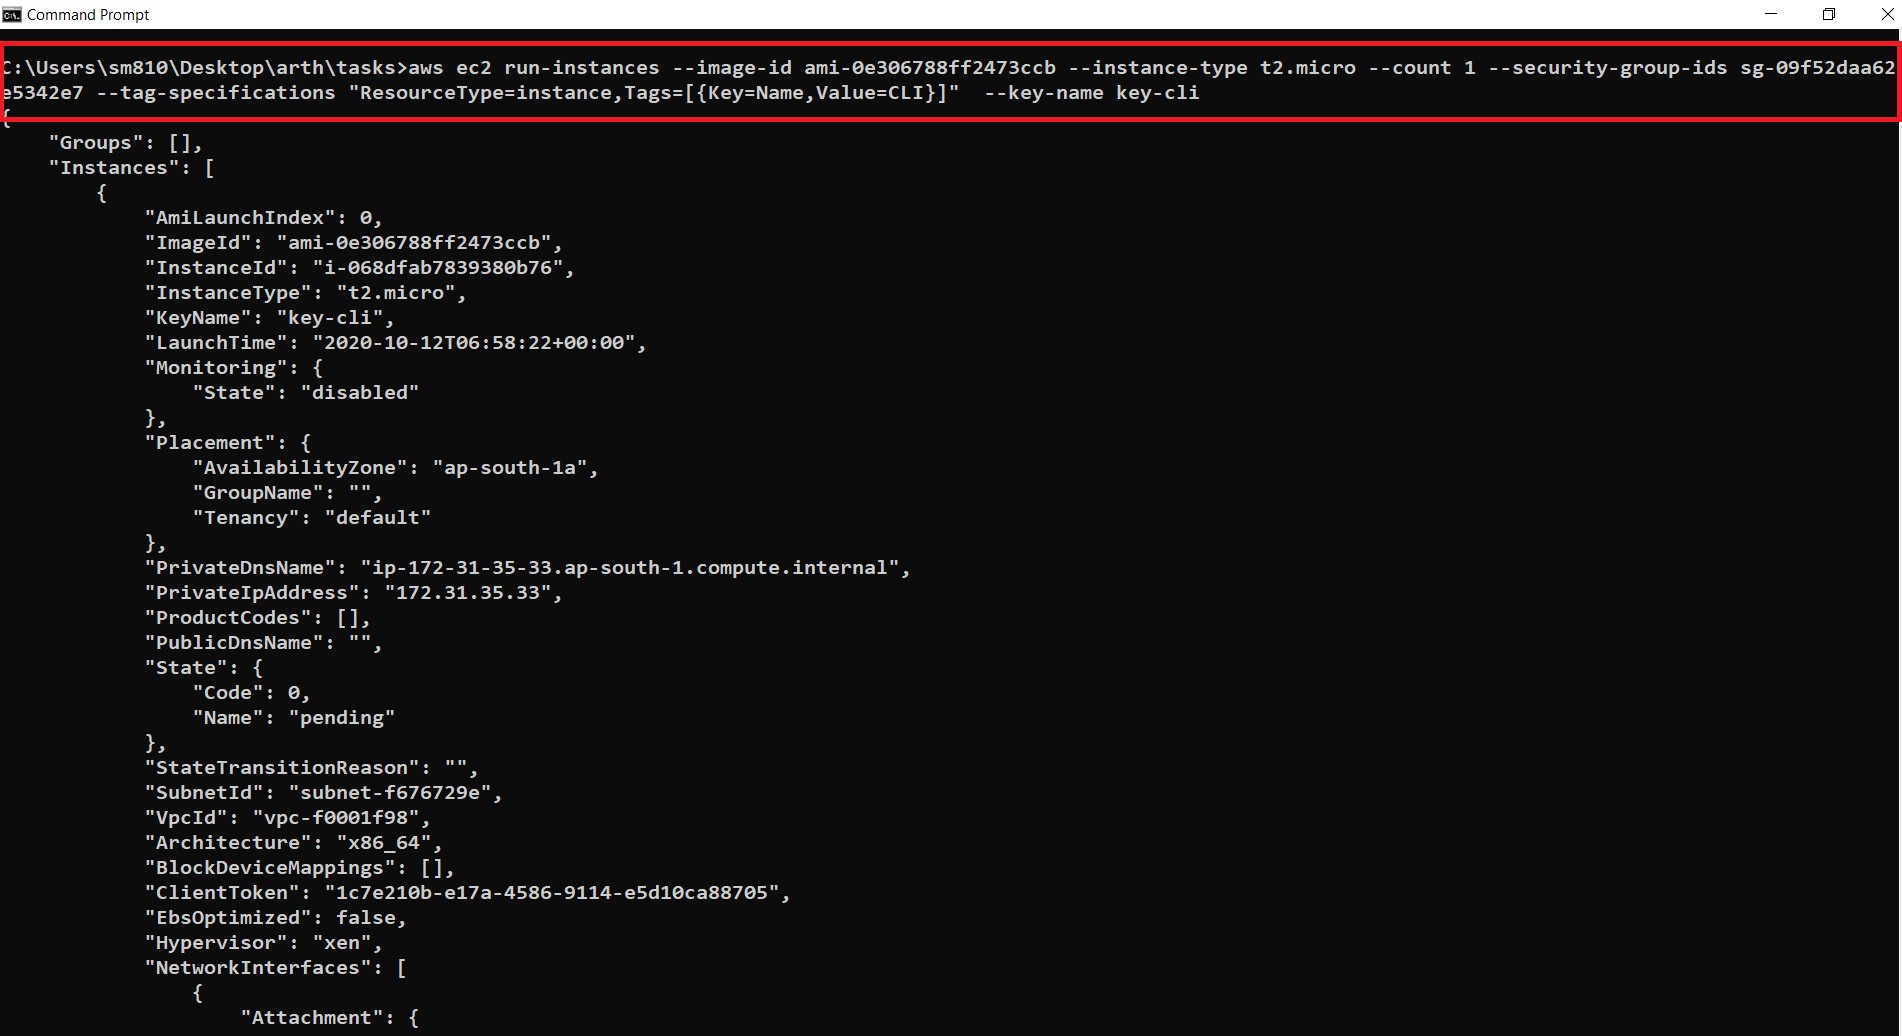 Command Prompt
C:\Users\sm810\Desktop\arth\tasks>aws ec2 run-instances --image-id ami-0e306788ff2473ccb --instance-type t2.micro --count 1 --security-group-ids sg-09f52daa62
e5342e7 --tag-specifications "ResourceType=instance,Tags=[{Key=Name,Value=CLI}]"  --key-name key-cli
{
    "Groups": [],
    "Instances": [
        {
            "AmiLaunchIndex": 0,
            "ImageId": "ami-0e306788ff2473ccb",
            "InstanceId": "i-068dfab7839380b76",
            "InstanceType": "t2.micro",
            "KeyName": "key-cli",
            "LaunchTime": "2020-10-12T06:58:22+00:00",
            "Monitoring": {
                "State": "disabled"
            },
            "Placement": {
                "AvailabilityZone": "ap-south-1a",
                "GroupName": "",
                "Tenancy": "default"
            },
            "PrivateDnsName": "ip-172-31-35-33.ap-south-1.compute.internal",
            "PrivateIpAddress": "172.31.35.33",
            "ProductCodes": [],
            "PublicDnsName": "",
            "State": {
                "Code": 0,
                "Name": "pending"
            },
            "StateTransitionReason": "",
            "SubnetId": "subnet-f676729e",
            "VpcId": "vpc-f0001f98",
            "Architecture": "x86_64",
            "BlockDeviceMappings": [],
            "ClientToken": "1c7e210b-e17a-4586-9114-e5d10ca88705",
            "EbsOptimized": false,
            "Hypervisor": "xen",
            "NetworkInterfaces": [
                {
                    "Attachment": {